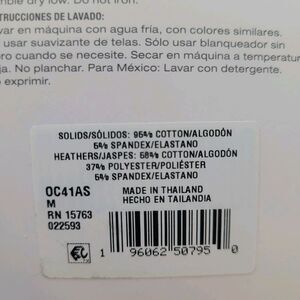 mble dry low. Do not iron.
STRUCCIONES DE LAVADO:
var en máquina con agua fría, con colores similares.
usar suavizante de telas. Sólo usar blanqueador sin
ro cuando se necesite. Secar en máquina a temperatur
ja. No planchar. Para México: Lavar con detergente.
o exprimir.
SOLIDS/SÓLIDOS: 95% COTTON/ALGODÓN
5% SPANDEX/ELASTANO
HEATHERS/JASPES: 58% COTTON/ALGODÓN
37% POLYESTER/POLIÉSTER
5% SPANDEX/ELASTANO
OC41AS
M
RN 15763
022593
MADE IN THAILAND
HECHO EN TAILANDIA
1 96062 50795 0